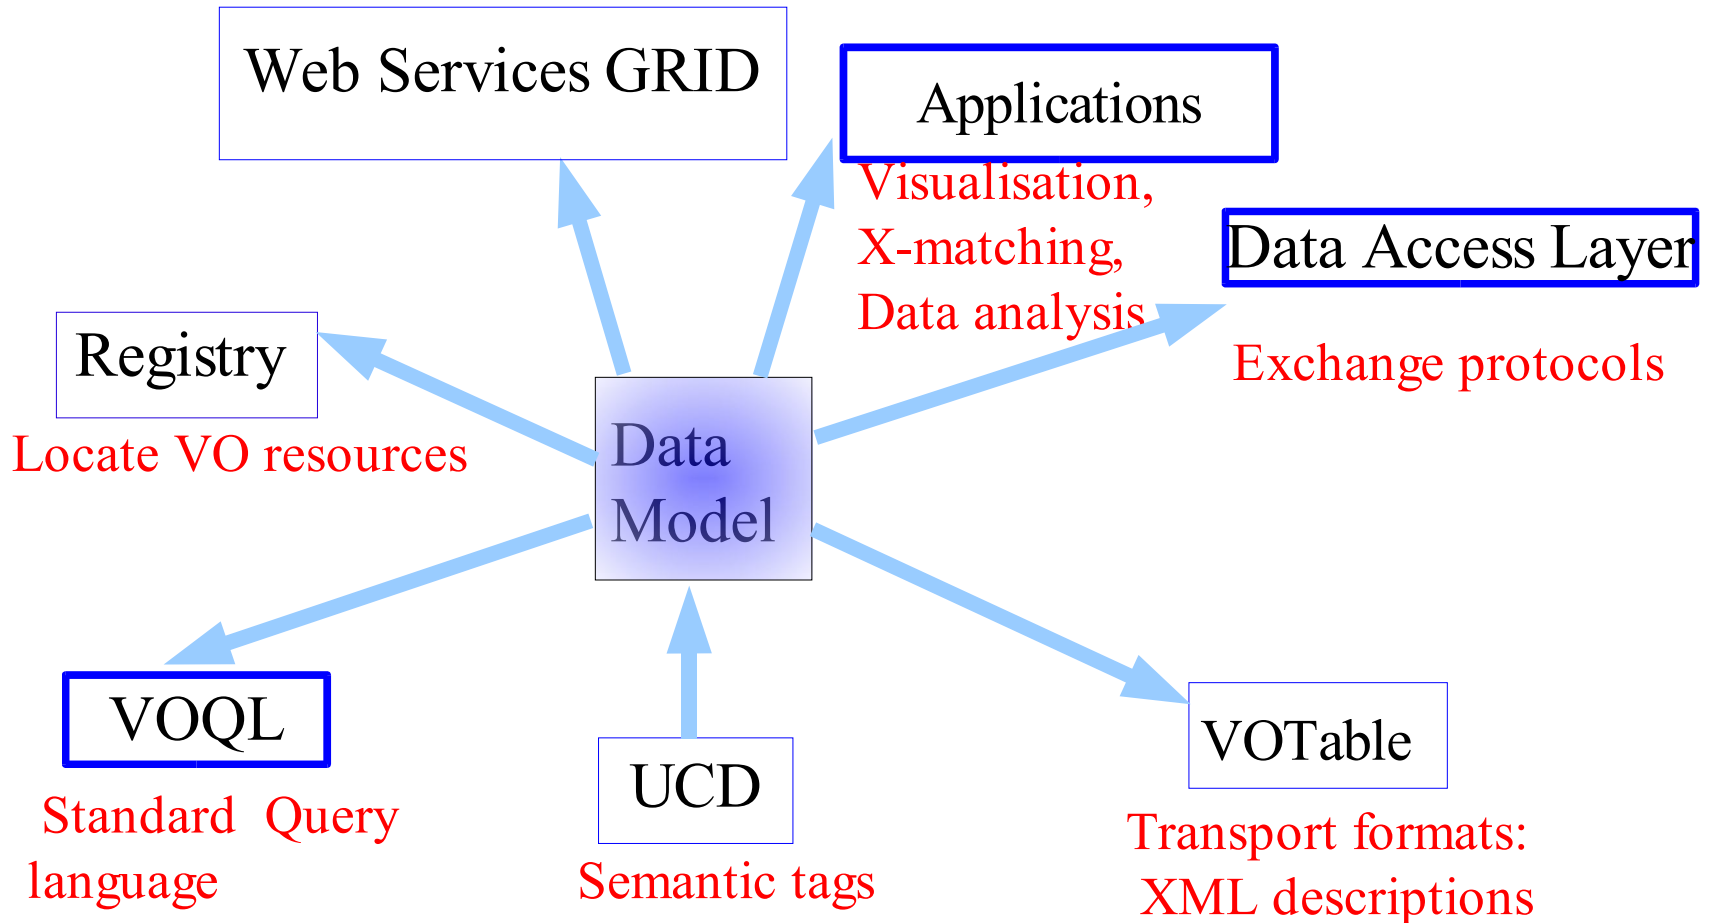 Web Services GRID
Applications
Visualisation,
X-matching,
Data analysis
Data Access Layer
Exchange protocols
Registry
Locate VO resources
Data
Model
VOQL
Standard Query
language
UCD
Semantic tags
VOTable
Transport formats:
XML descriptions